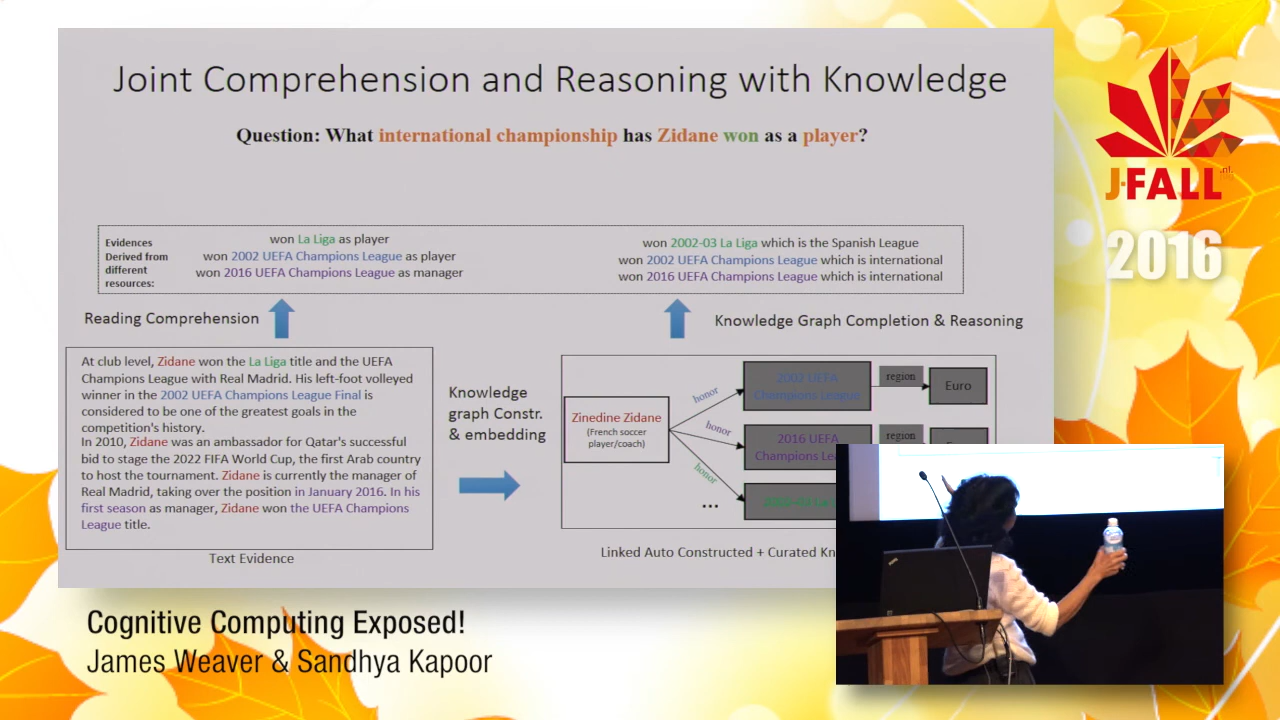 Joint Comprehension and Reasoning with Knowledge
Question: What international championship has Zidane won as a player?
Evidences
Derived from
different
resources:
won La Liga as player
won 2002 UEFA Champions League as player
won 2016 UEFA Champions League as manager
won 2002-03 La Liga which is the Spanish League
won 2002 UEFA Champions League which is international
won 2016 UEFA Champions League which is international
Reading Comprehension
Knowledge Graph Completion & Reasoning
At club level, Zidane won the La Liga title and the UEFA
Champions League with Real Madrid. His left-foot volleyed
winner in the 2002 UEFA Champions League Final is
considered to be one of the greatest goals in the
competition's history.
In 2010, Zidane was an ambassador for Qatar's successful
bid to stage the 2022 FIFA World Cup, the first Arab country
to host the tournament. Zidane is currently the manager of
Real Madrid, taking over the position in January 2016. In his
first season as manager, Zidane won the UEFA Champions
League title.
Text Evidence
Knowledge
graph Constr.
& embedding
Zinedine Zidane
(French soccer
player/coach)
honor
honor
honor
...
2002 UEFA
Champions League
region
Euro
2016 UEFA
Champions
region
Linked Auto Constructed + Curated
J-FALL
2016
Cognitive Computing Exposed!
James Weaver & Sandhya Kapoor